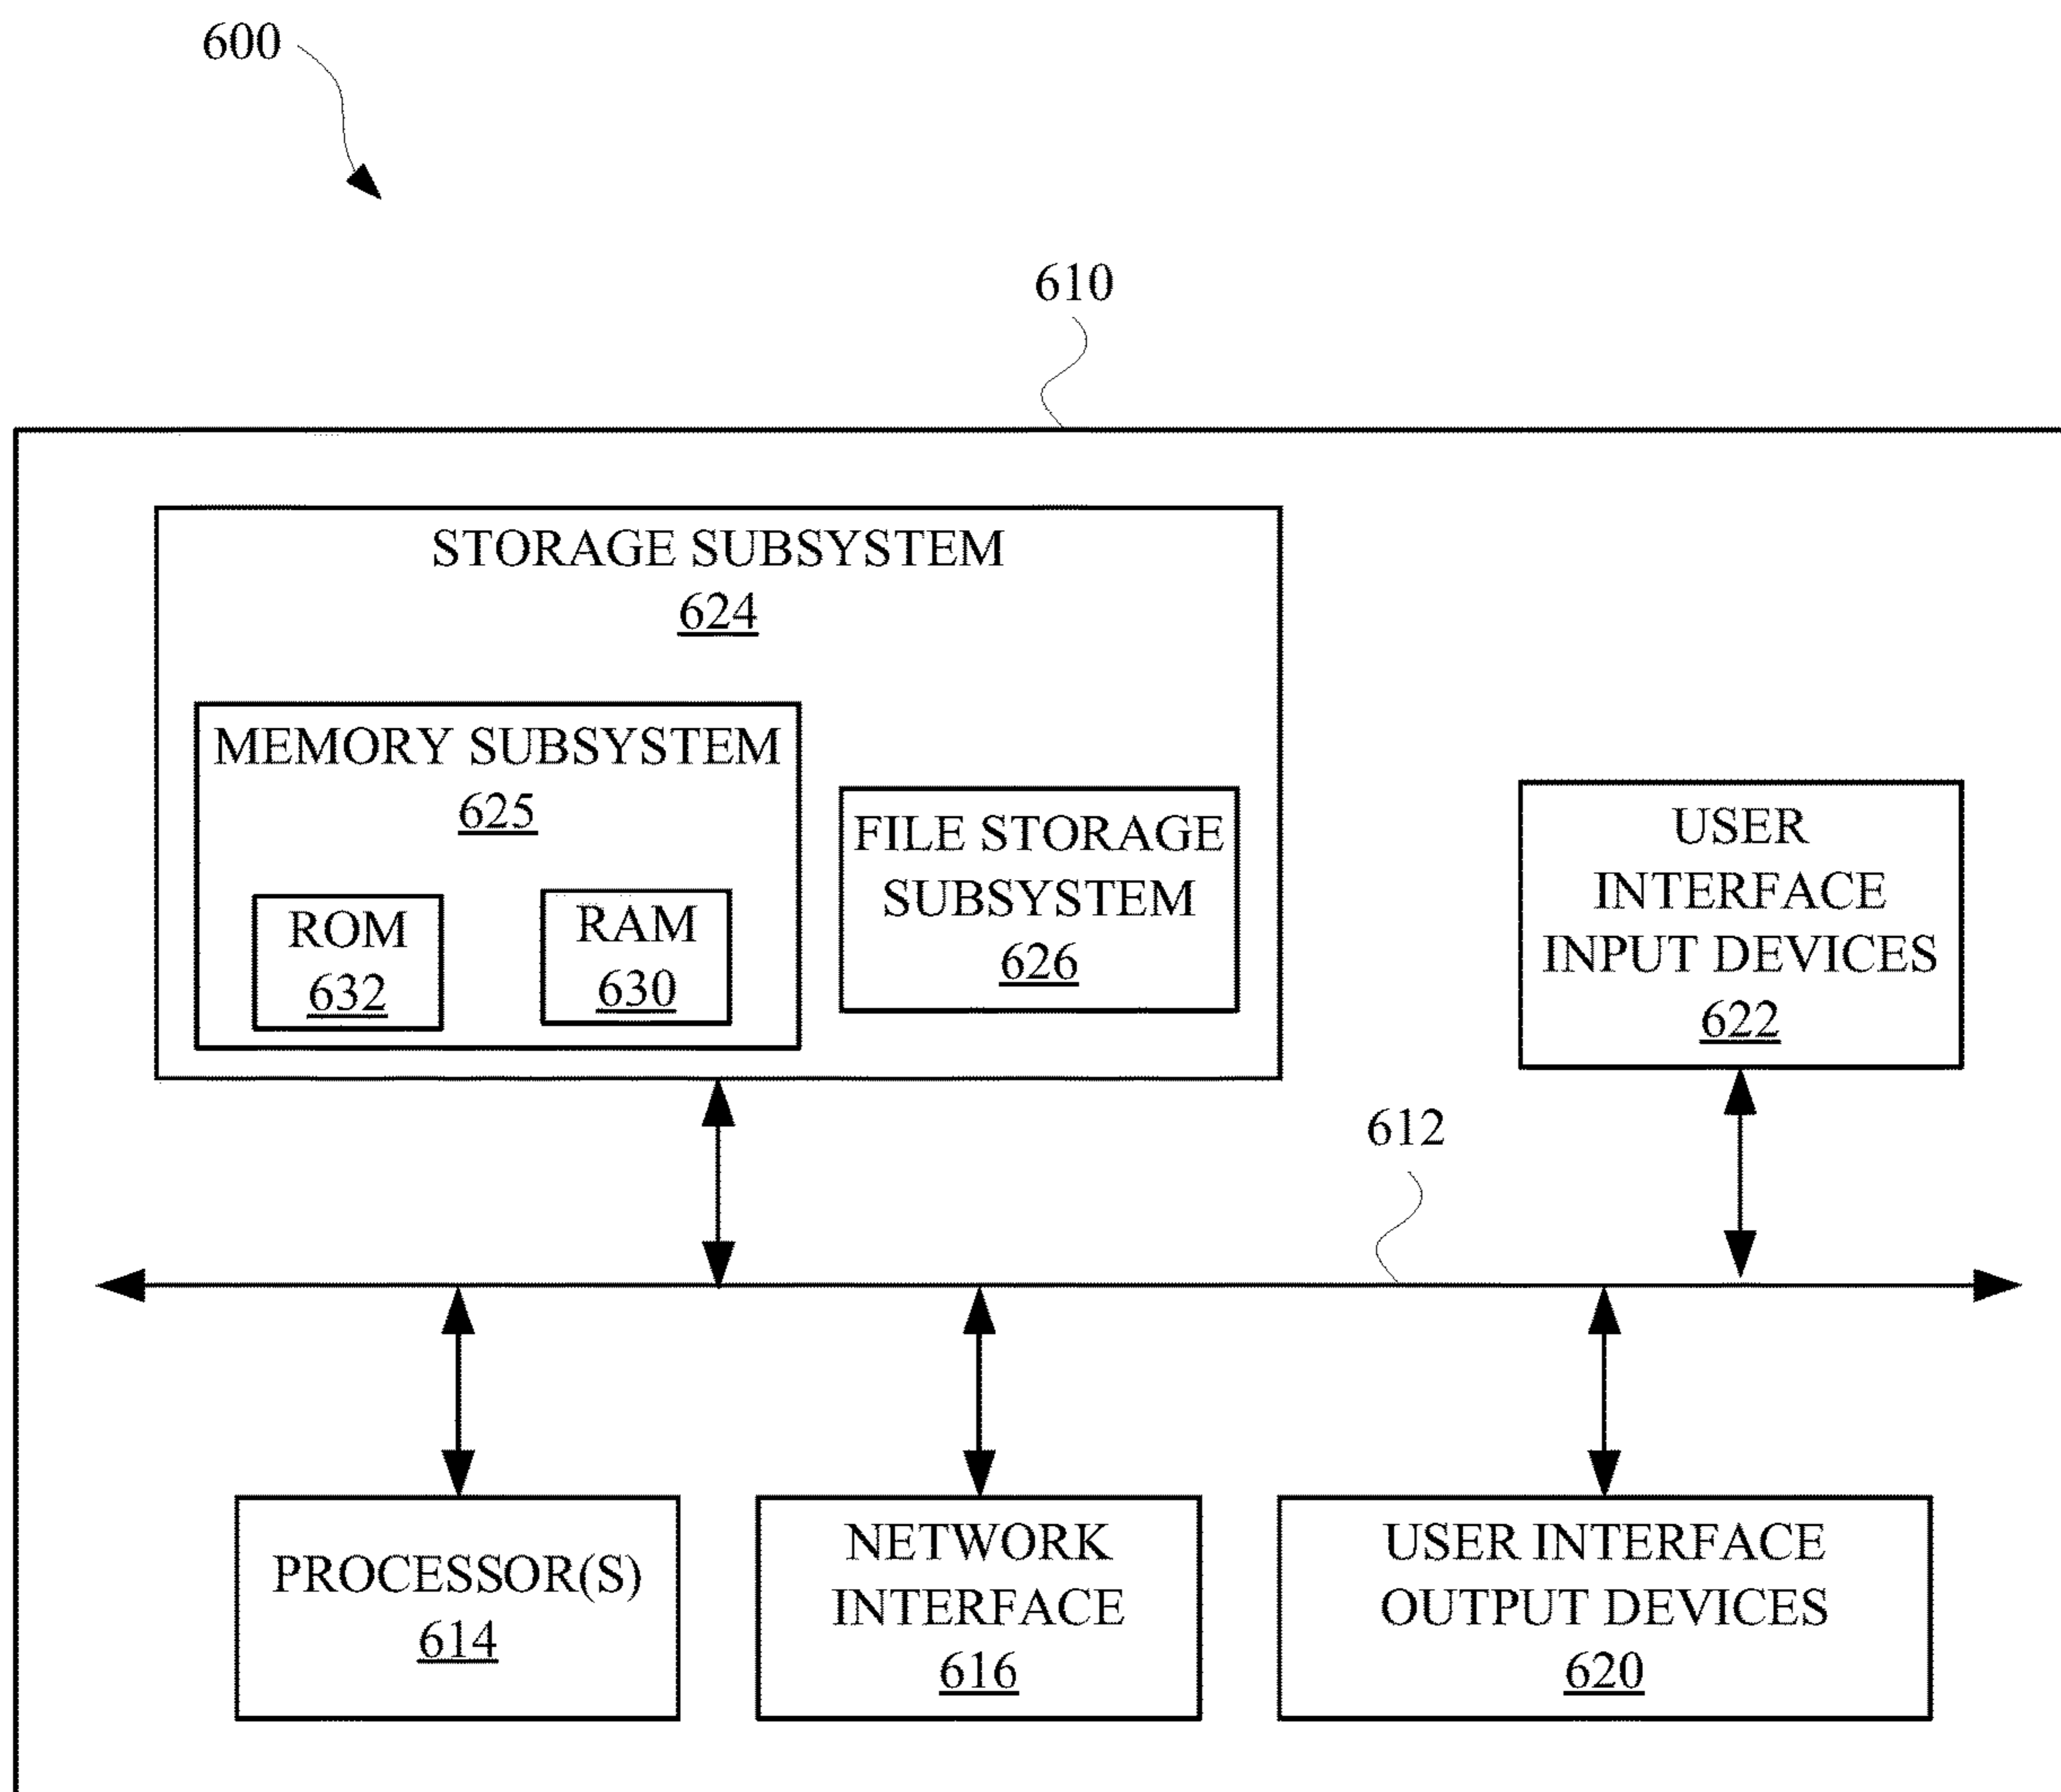 600
610
STORAGE SUBSYSTEM
624
MEMORY SUBSYSTEM
625
ROM
632
RAM
630
FILE STORAGE
SUBSYSTEM
626
USER
INTERFACE
INPUT DEVICES
622
612
PROCESSOR(S)
614
NETWORK
INTERFACE
616
USER INTERFACE
OUTPUT DEVICES
620